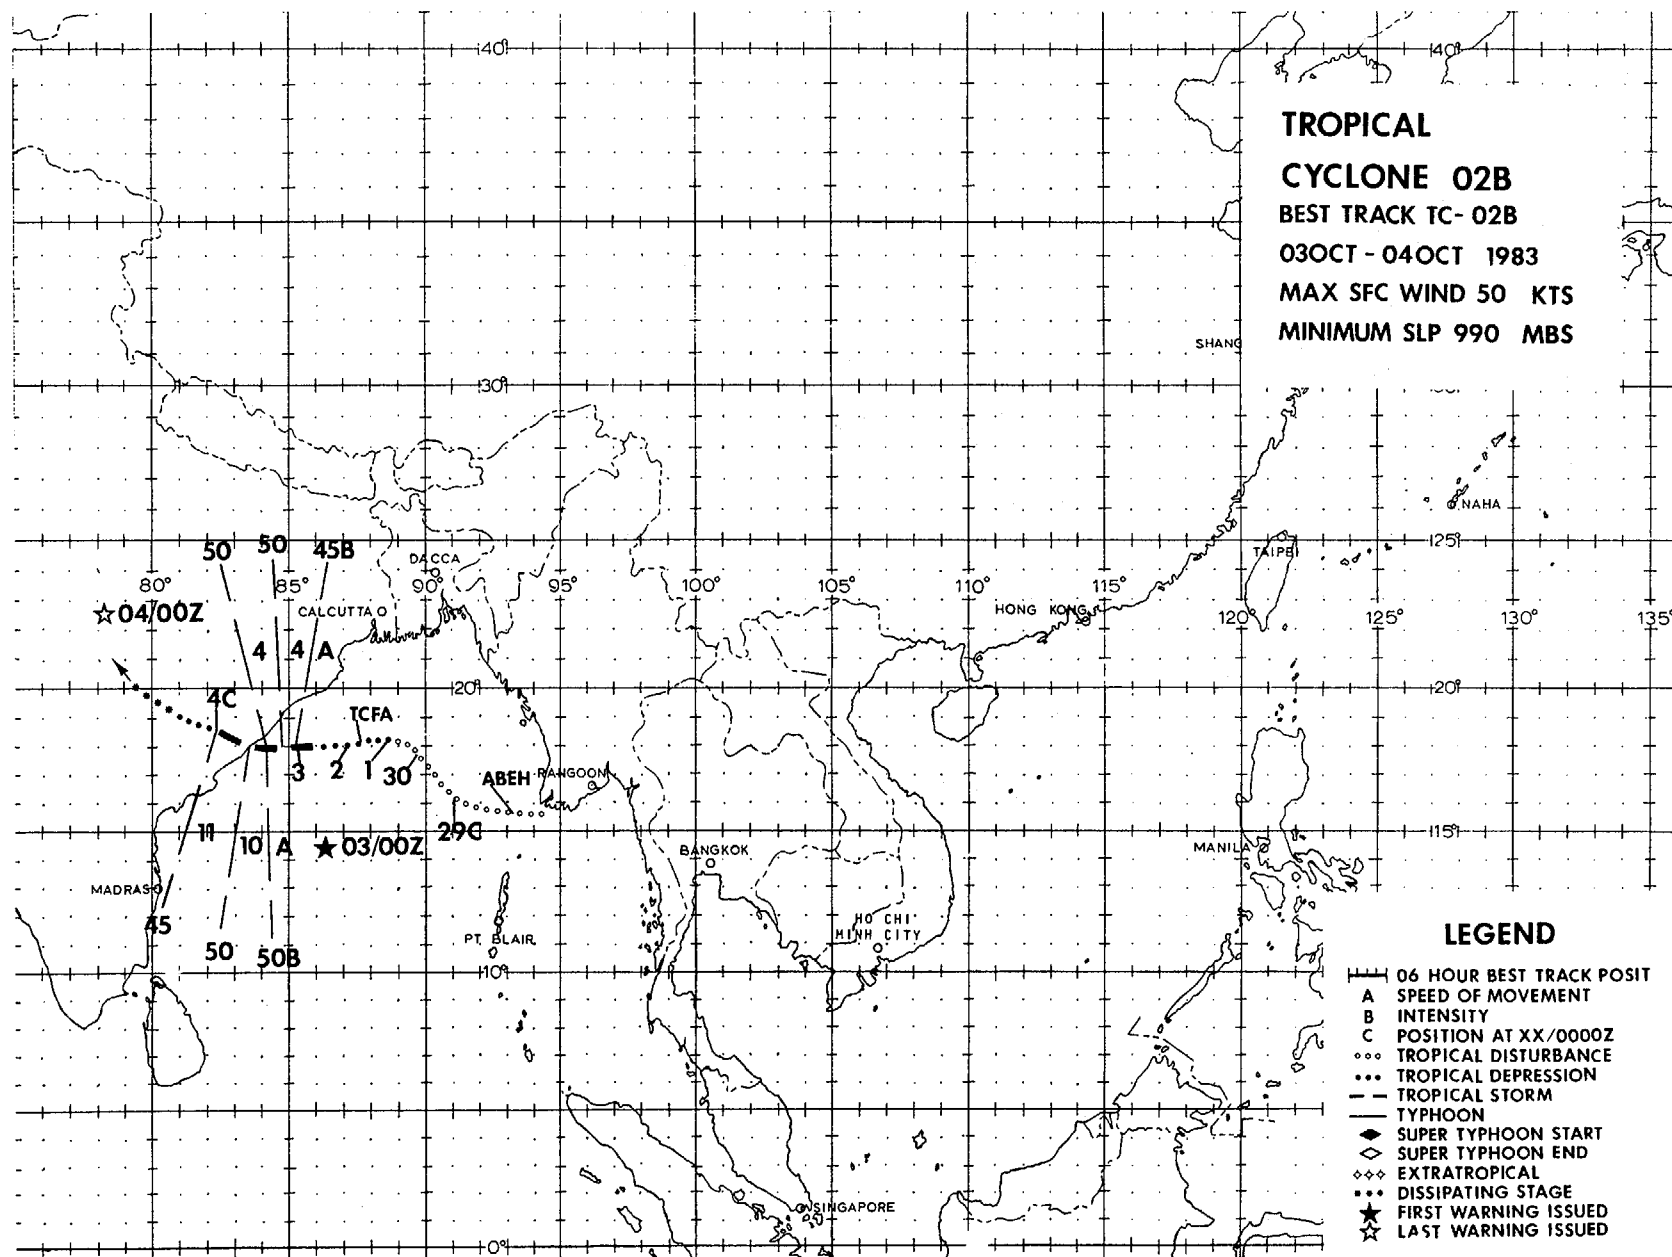 40°
40°
TROPICAL
CYCLONE 02B
BEST TRACK TC-02B
03OCT - 04OCT 1983
MAX SFC WIND 50 KTS
MINIMUM SLP 990 MBS
SHANG
30°
NAHA
25°
25°
TAIPEI
50
50
45B
DACCA
80°
85°
90°
95°
100°
105°
110°
115°
120°
125°
130°
135°
04/00Z
CALCUTTA
HONG KONG
4
4
A
20°
20°
4C
TCFA
3
2
1
30
ABEH
RANGOON
29C
11
10
A
03/00Z
15°
15°
BANGKOK
MANILA
MADRAS
45
50
50B
PT. BLAIR
HO CHI
MINH CITY
10°
LEGEND
06 HOUR BEST TRACK POSIT
A SPEED OF MOVEMENT
B INTENSITY
C POSITION AT XX/0000Z
TROPICAL DISTURBANCE
TROPICAL DEPRESSION
TROPICAL STORM
TYPHOON
SUPER TYPHOON START
SUPER TYPHOON END
EXTRATROPICAL
DISSIPATING STAGE
FIRST WARNING ISSUED
LAST WARNING ISSUED
5°
SINGAPORE
0°